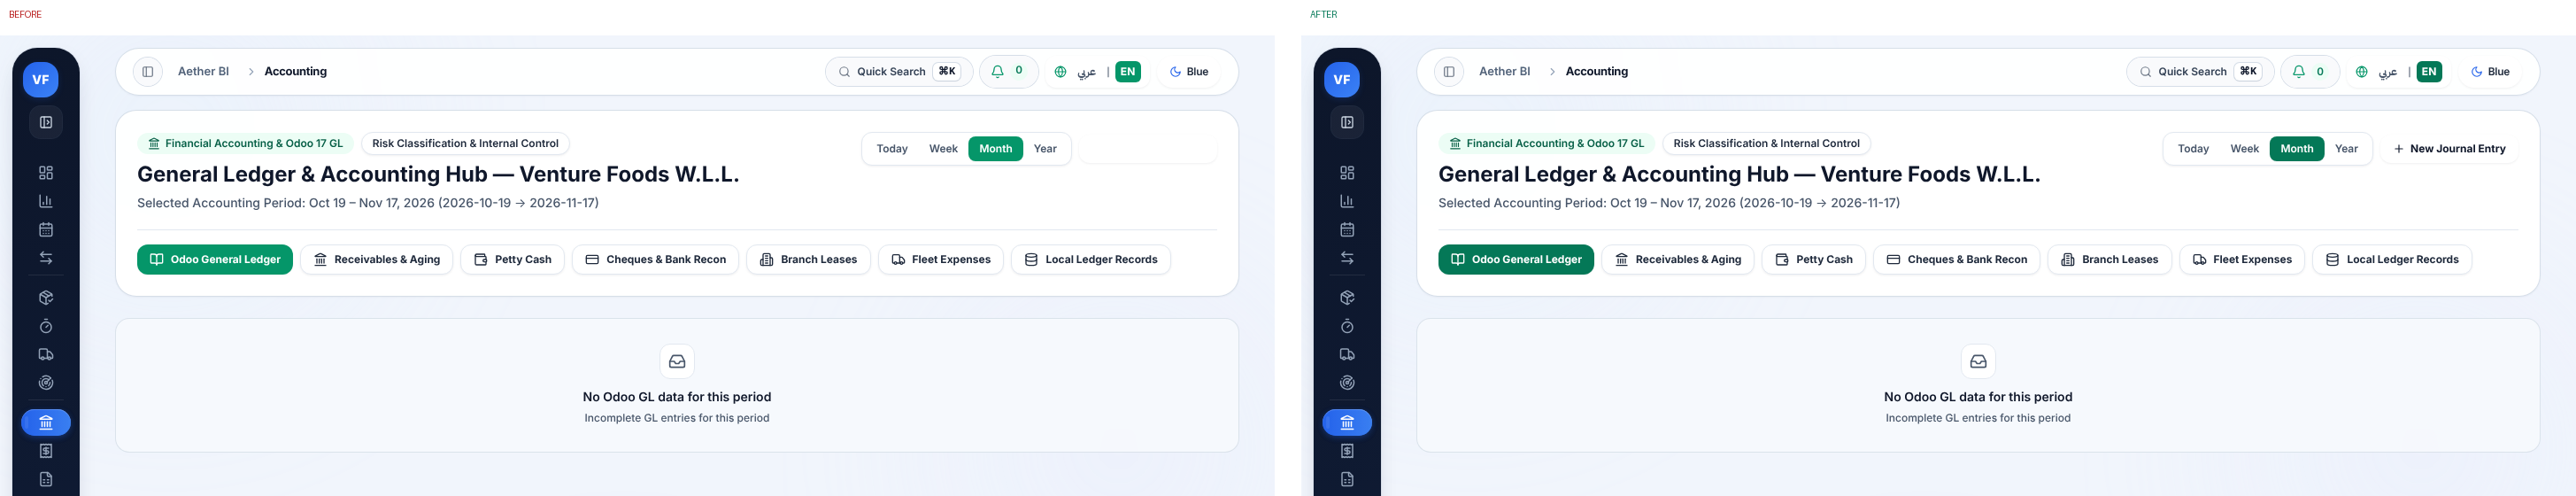 BEFORE
VF
Aether BI > Accounting
Quick Search ⌘K
0
عربي | EN
Blue
Financial Accounting & Odoo 17 GL
Risk Classification & Internal Control
Today Week Month Year
General Ledger & Accounting Hub — Venture Foods W.L.L.
Selected Accounting Period: Oct 19 – Nov 17, 2026 (2026-10-19 → 2026-11-17)
Odoo General Ledger
Receivables & Aging
Petty Cash
Cheques & Bank Recon
Branch Leases
Fleet Expenses
Local Ledger Records
No Odoo GL data for this period
Incomplete GL entries for this period
AFTER
VF
Aether BI > Accounting
Quick Search ⌘K
0
عربي | EN
Blue
Financial Accounting & Odoo 17 GL
Risk Classification & Internal Control
Today Week Month Year
+ New Journal Entry
General Ledger & Accounting Hub — Venture Foods W.L.L.
Selected Accounting Period: Oct 19 – Nov 17, 2026 (2026-10-19 → 2026-11-17)
Odoo General Ledger
Receivables & Aging
Petty Cash
Cheques & Bank Recon
Branch Leases
Fleet Expenses
Local Ledger Records
No Odoo GL data for this period
Incomplete GL entries for this period